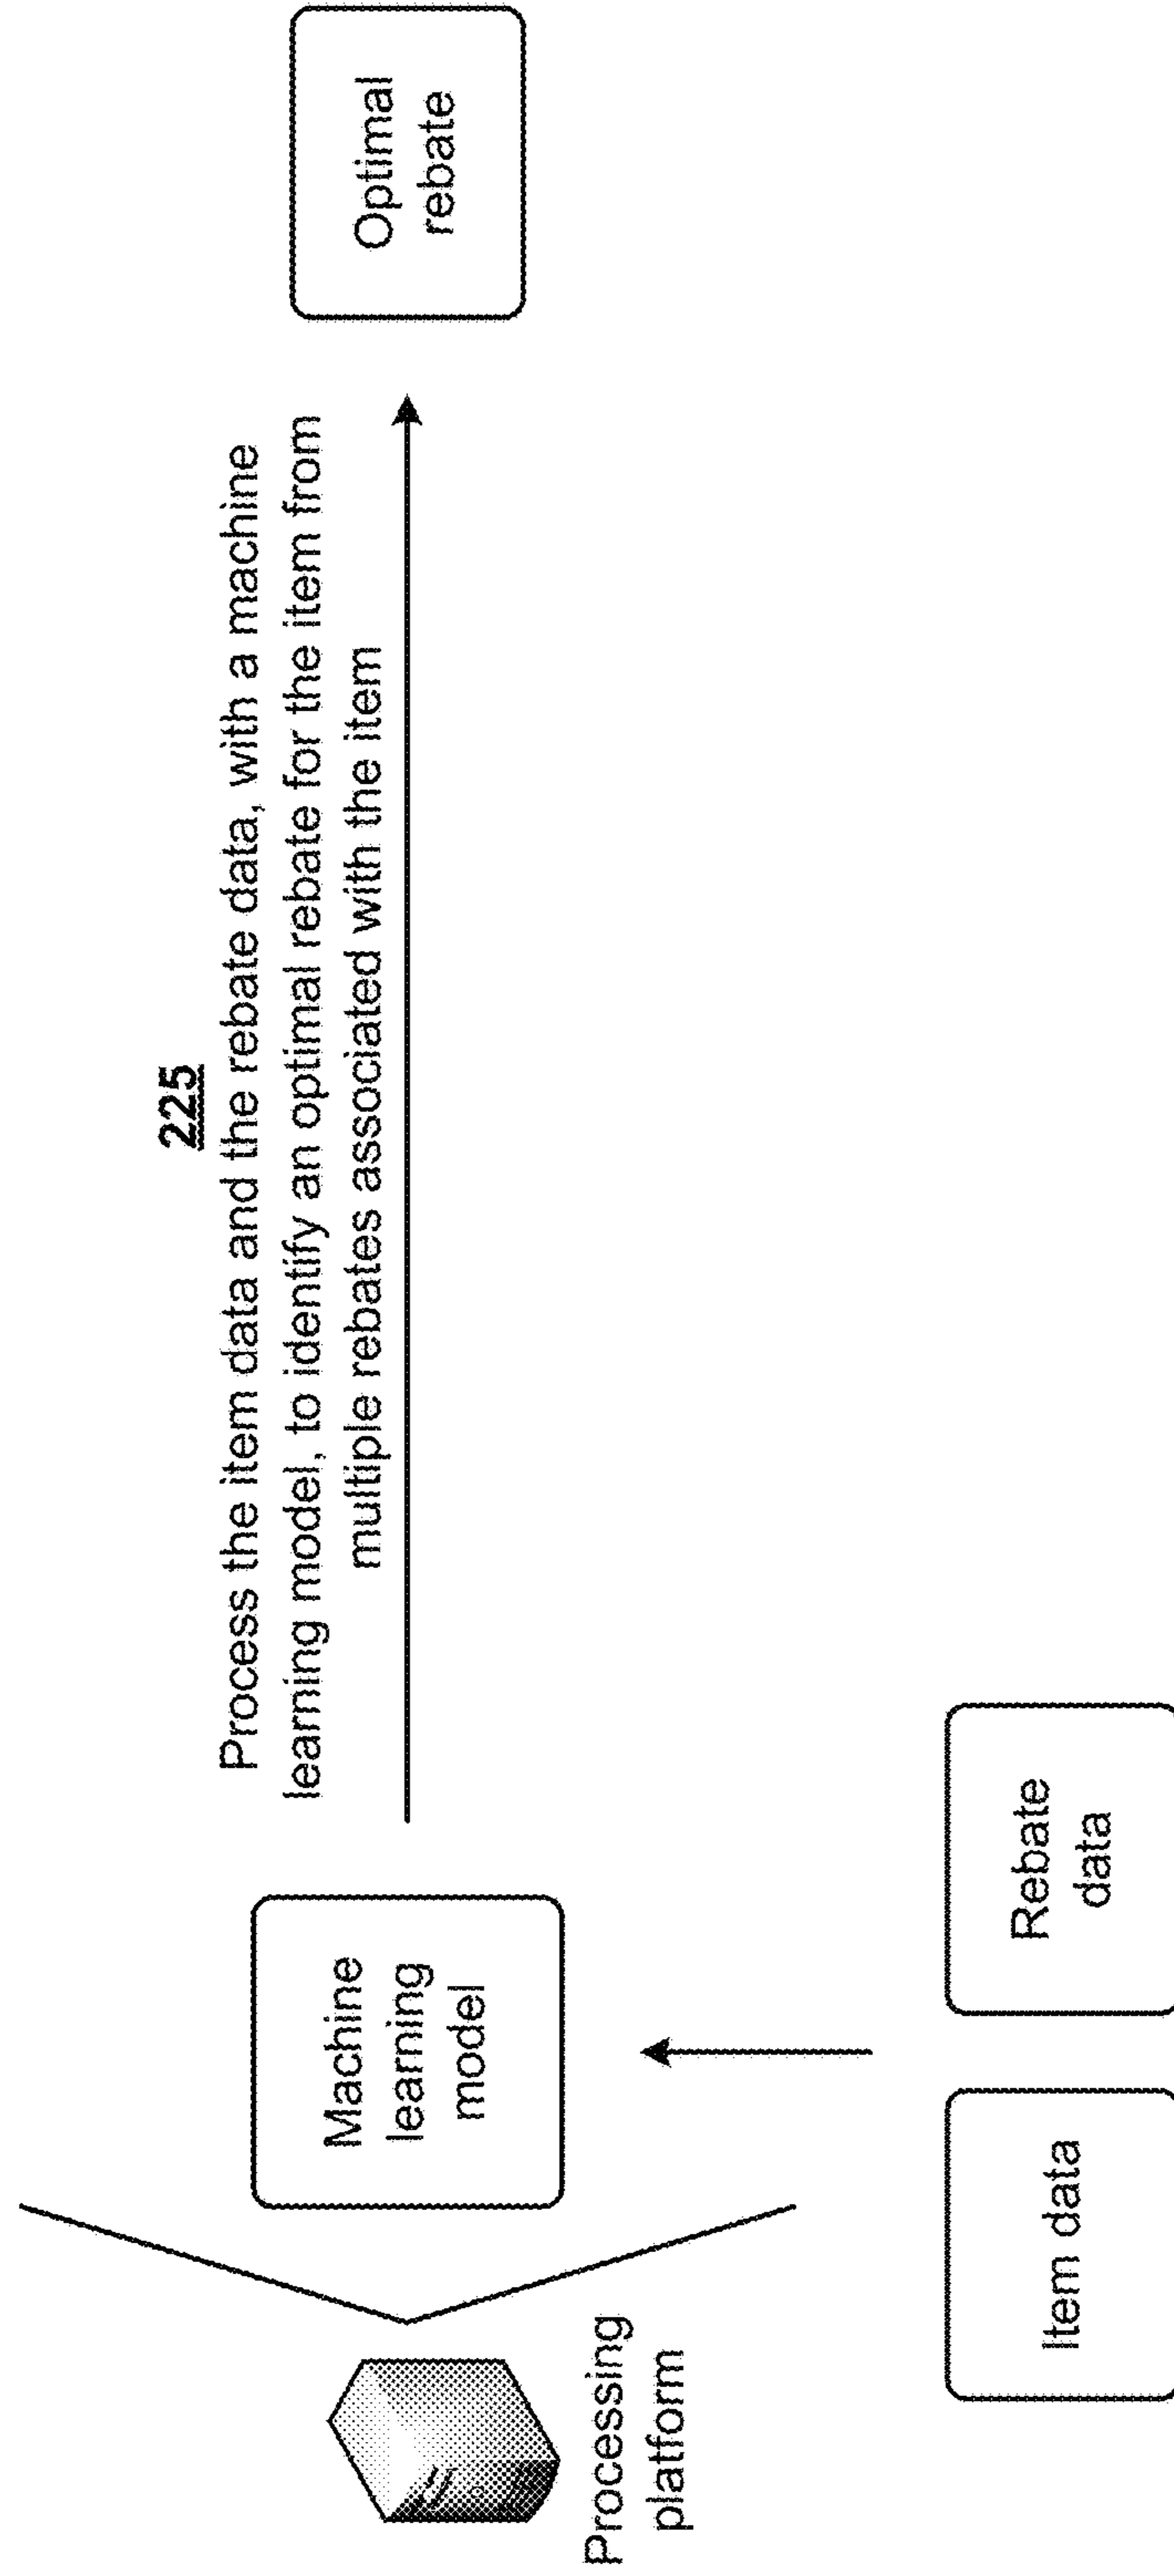 225
Process the item data and the rebate data, with a machine
learning model, to identify an optimal rebate for the item from
multiple rebates associated with the item
Machine
learning
model
Optimal
rebate
Processing
platform
Item data
Rebate
data